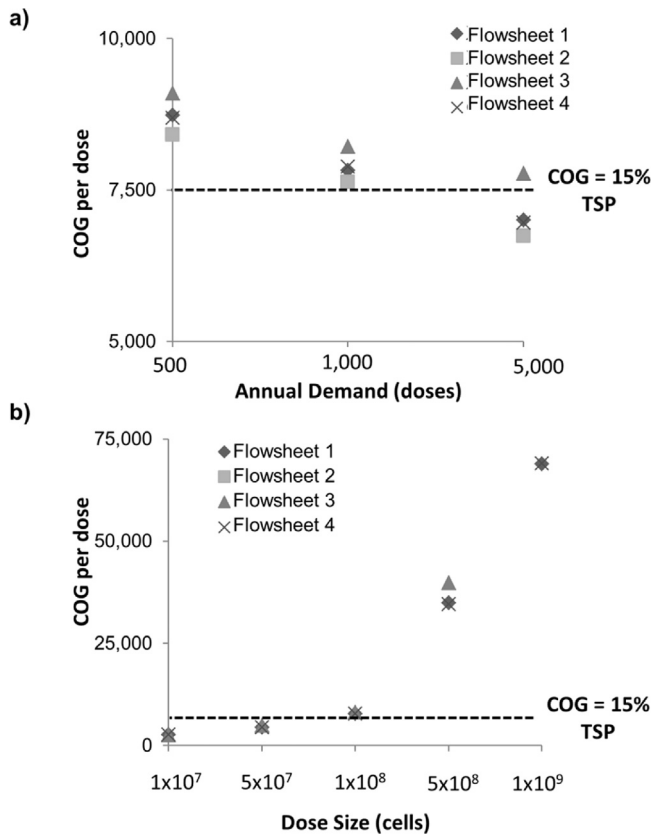 a)
10,000
7,500
5,000
COG per dose
Flowsheet 1
Flowsheet 2
Flowsheet 3
Flowsheet 4
COG = 15%
TSP
500
1,000
5,000
Annual Demand (doses)
b)
75,000
50,000
25,000
0
COG per dose
Flowsheet 1
Flowsheet 2
Flowsheet 3
Flowsheet 4
COG = 15%
TSP
1x10⁷
5x10⁷
1x10⁸
5x10⁸
1x10⁹
Dose Size (cells)